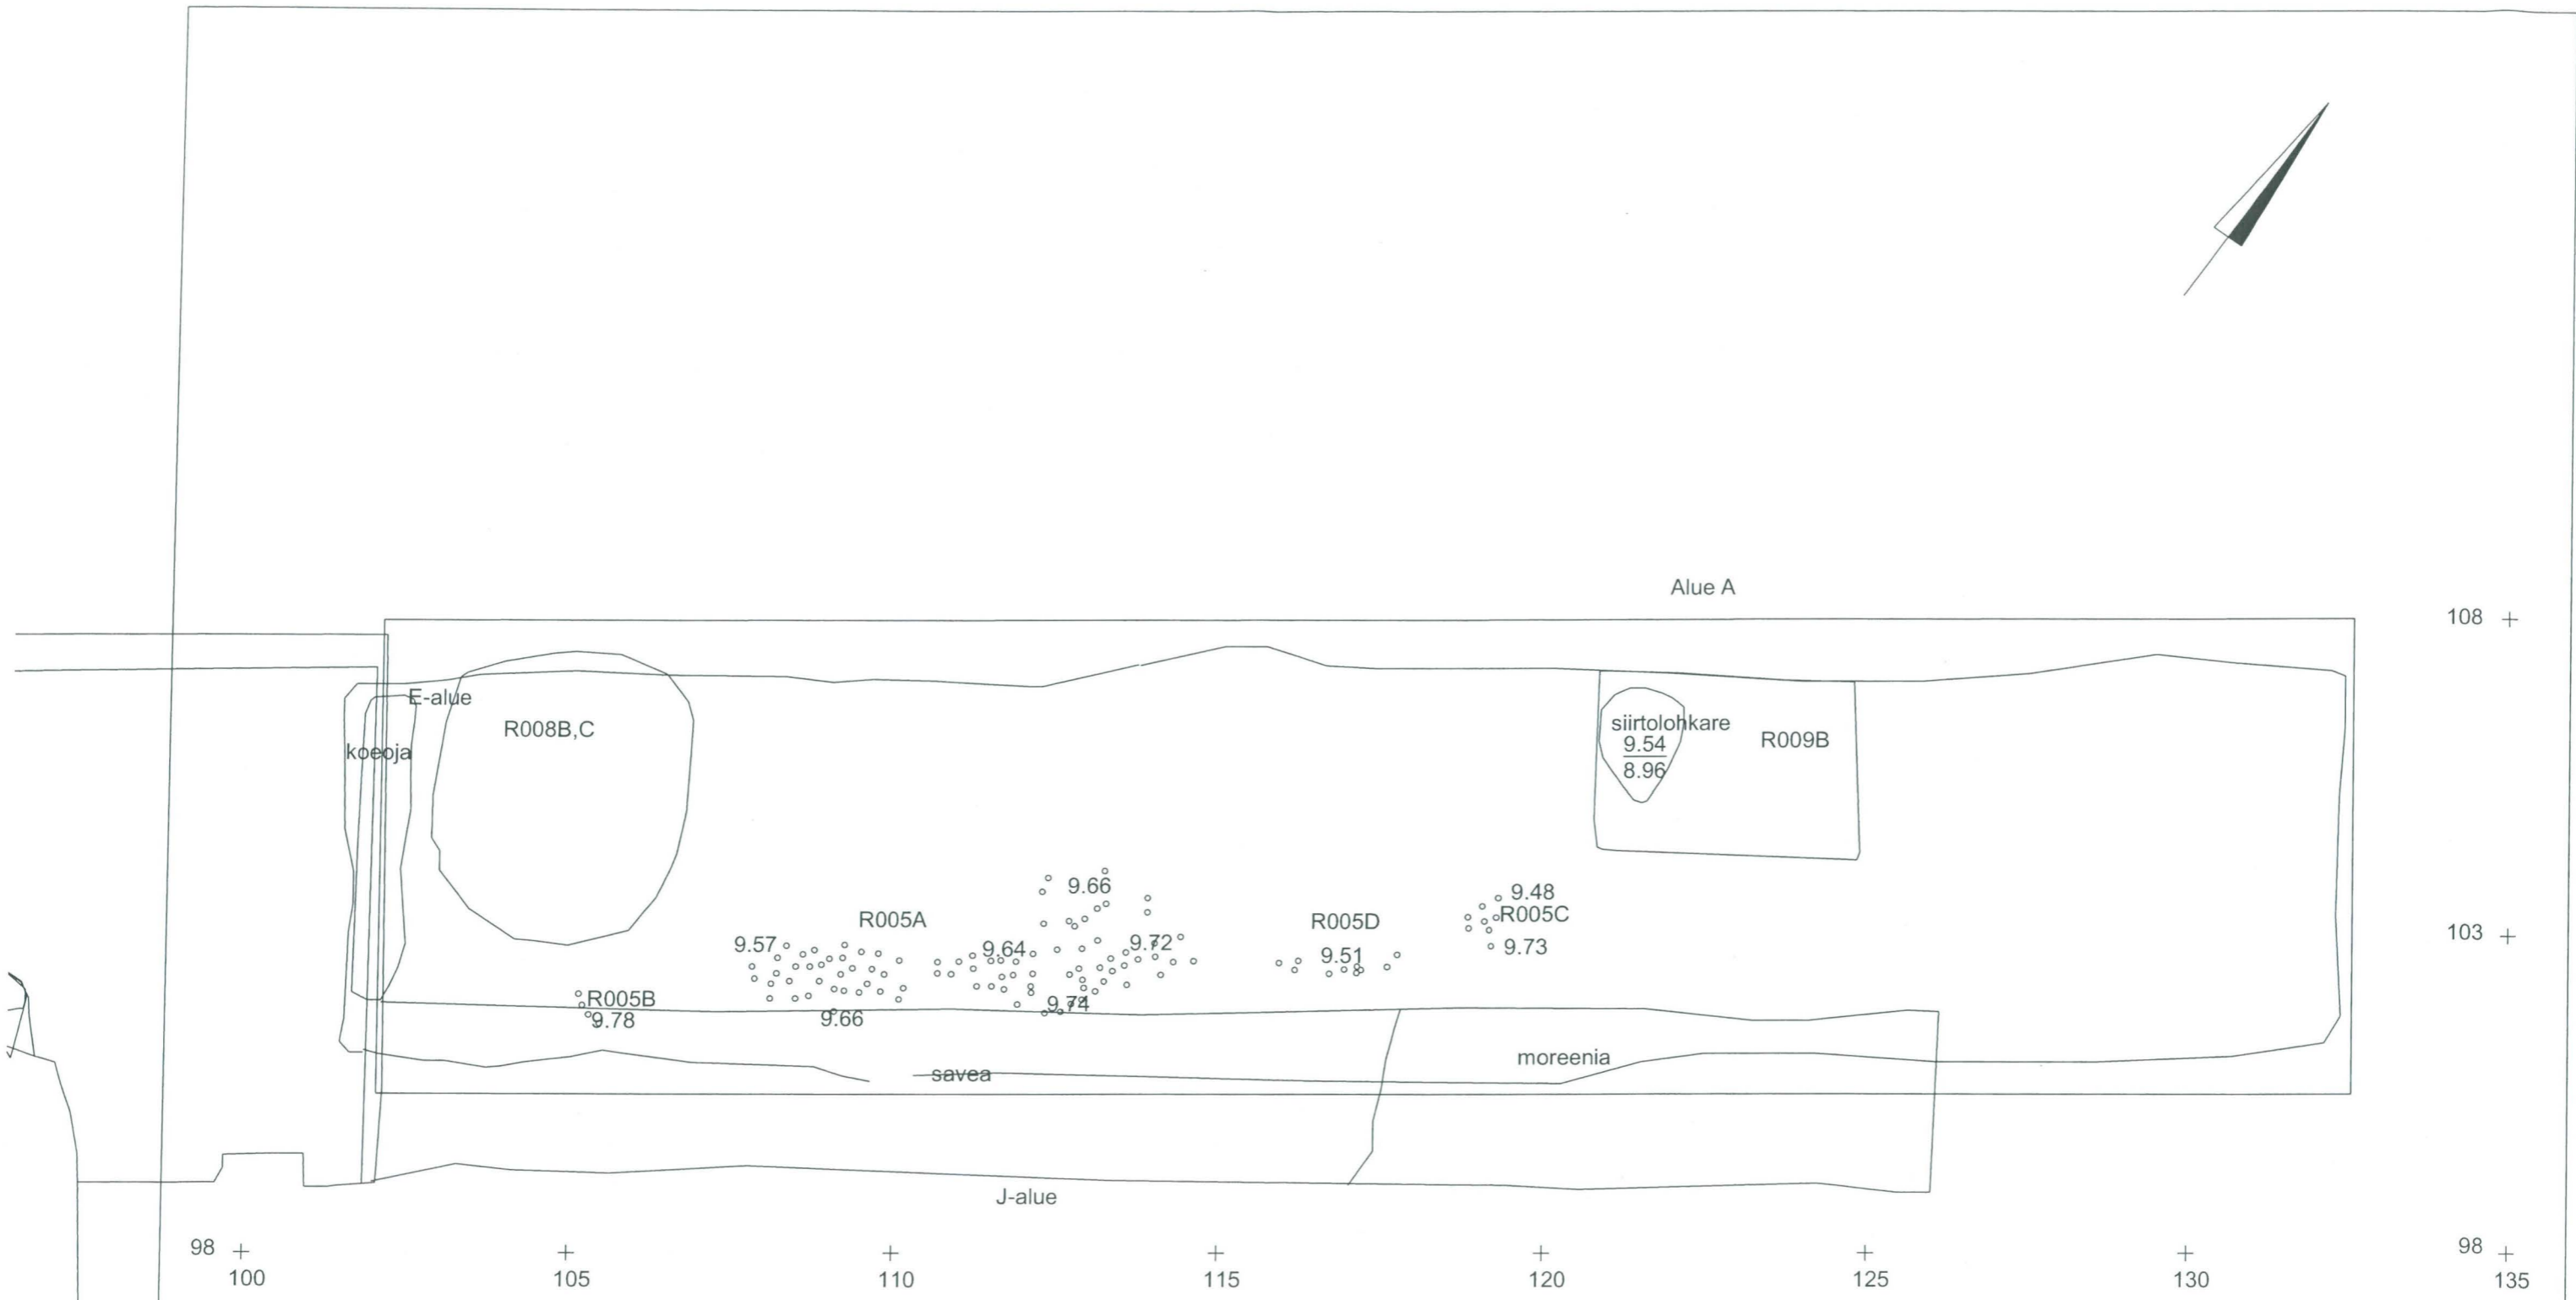 Alue A
108
E-alue
siirtolohkare
R008B,C
R009B
9.54
koeoja
8.96
9.66
9.48
R005C
R005A
R005D
103
9.57
9.64
9.72
9.73
9.51
R005B
9.74
9.78
9.66
moreenia
savea
J-alue
98
98
100
105
110
115
120
125
130
135